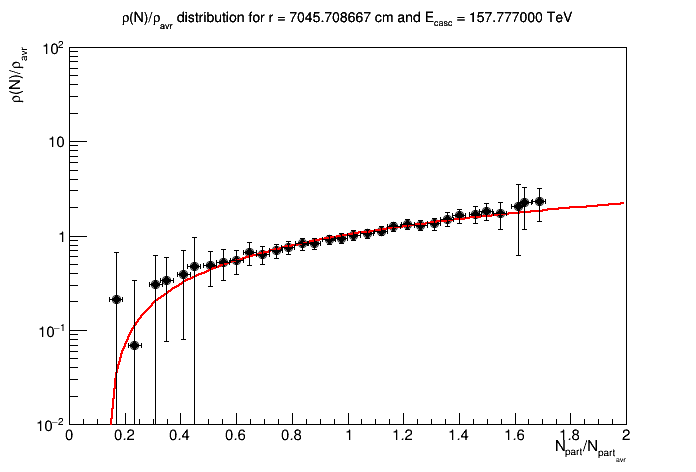 ρ(N)/ρavr distribution for r = 7045.708667 cm and Ecasc = 157.777000 TeV
ρ(N)/ρavr
10²
10
1
10⁻¹
10⁻²
0 0.2 0.4 0.6 0.8 1 1.2 1.4 1.6 1.8 2
Npart/Npartavr